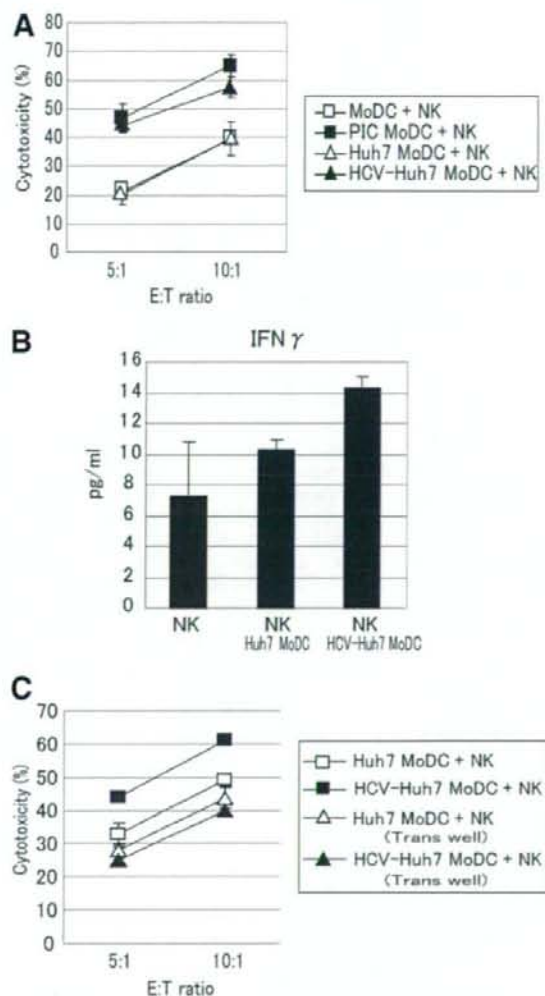 A
80
70
60
50
40
30
20
10
0
Cytotoxicity (%)
5:1 10:1
E:T ratio
MoDC + NK
PIC MoDC + NK
Huh7 MoDC + NK
HCV-Huh7 MoDC + NK
B
IFN γ
16
14
12
10
8
6
4
2
0
pg/ml
NK NK NK
Huh7 MoDC HCV-Huh7 MoDC
C
70
60
50
40
30
20
10
0
Cytotoxicity (%)
5:1 10:1
E:T ratio
Huh7 MoDC + NK
HCV-Huh7 MoDC + NK
Huh7 MoDC + NK
(Trans well)
HCV-Huh7 MoDC + NK
(Trans well)